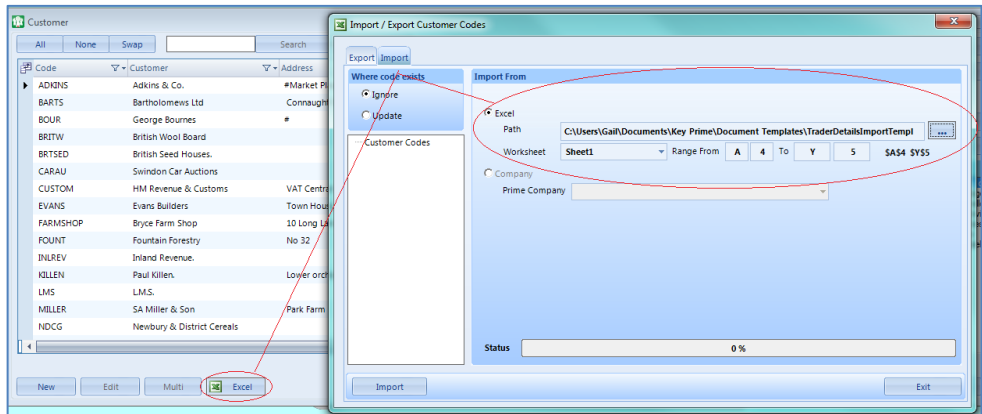 Customer
All None Swap Search
Code Customer Address
ADKINS Adkins & Co. #Market Pl
BARTS Bartholomews Ltd Connaught
BOUR George Bournes #
BRITW British Wool Board
BRTSED British Seed Houses.
CARAU Swindon Car Auctions
CUSTOM HM Revenue & Customs VAT Centra
EVANS Evans Builders Town Hous
FARMSHOP Bryce Farm Shop 10 Long La
FOUNT Fountain Forestry No 32
INLREV Inland Revenue.
KILLEN Paul Killen. Lower orch
LMS L.M.S.
MILLER SA Miller & Son Park Farm
NDCG Newbury & District Cereals
New Edit Multi Excel
Import / Export Customer Codes
Export Import
Where code exists
Ignore
Update
Customer Codes
Import From
Excel
Path C:\Users\Gail\Documents\Key Prime\Document Templates\TraderDetailsImportTempl ...
Worksheet Sheet1 Range From A 4 To Y 5 $A$4 $Y$5
Company
Prime Company
Status 0 %
Import Exit